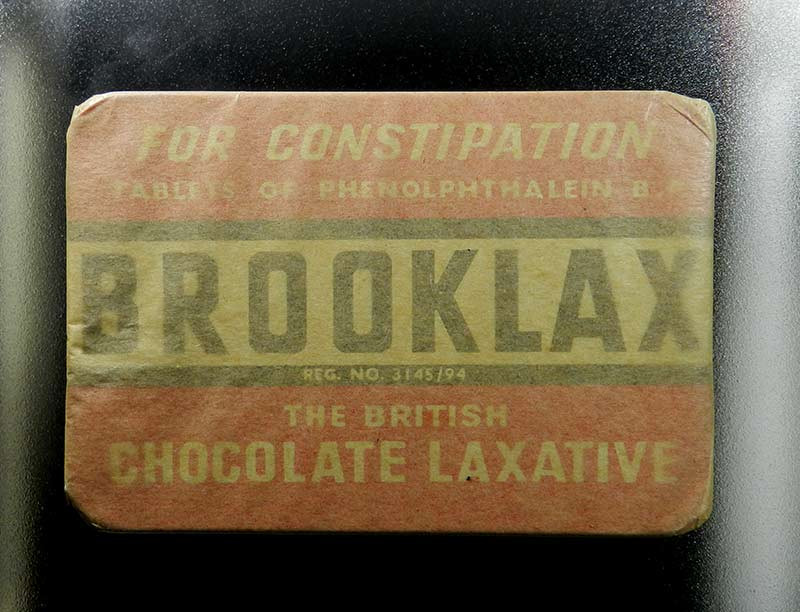 FOR CONSTIPATION
TABLETS OF PHENOLPHTHALEIN B.P.
BROOKLAX
REG. NO. 3145/94
THE BRITISH
CHOCOLATE LAXATIVE